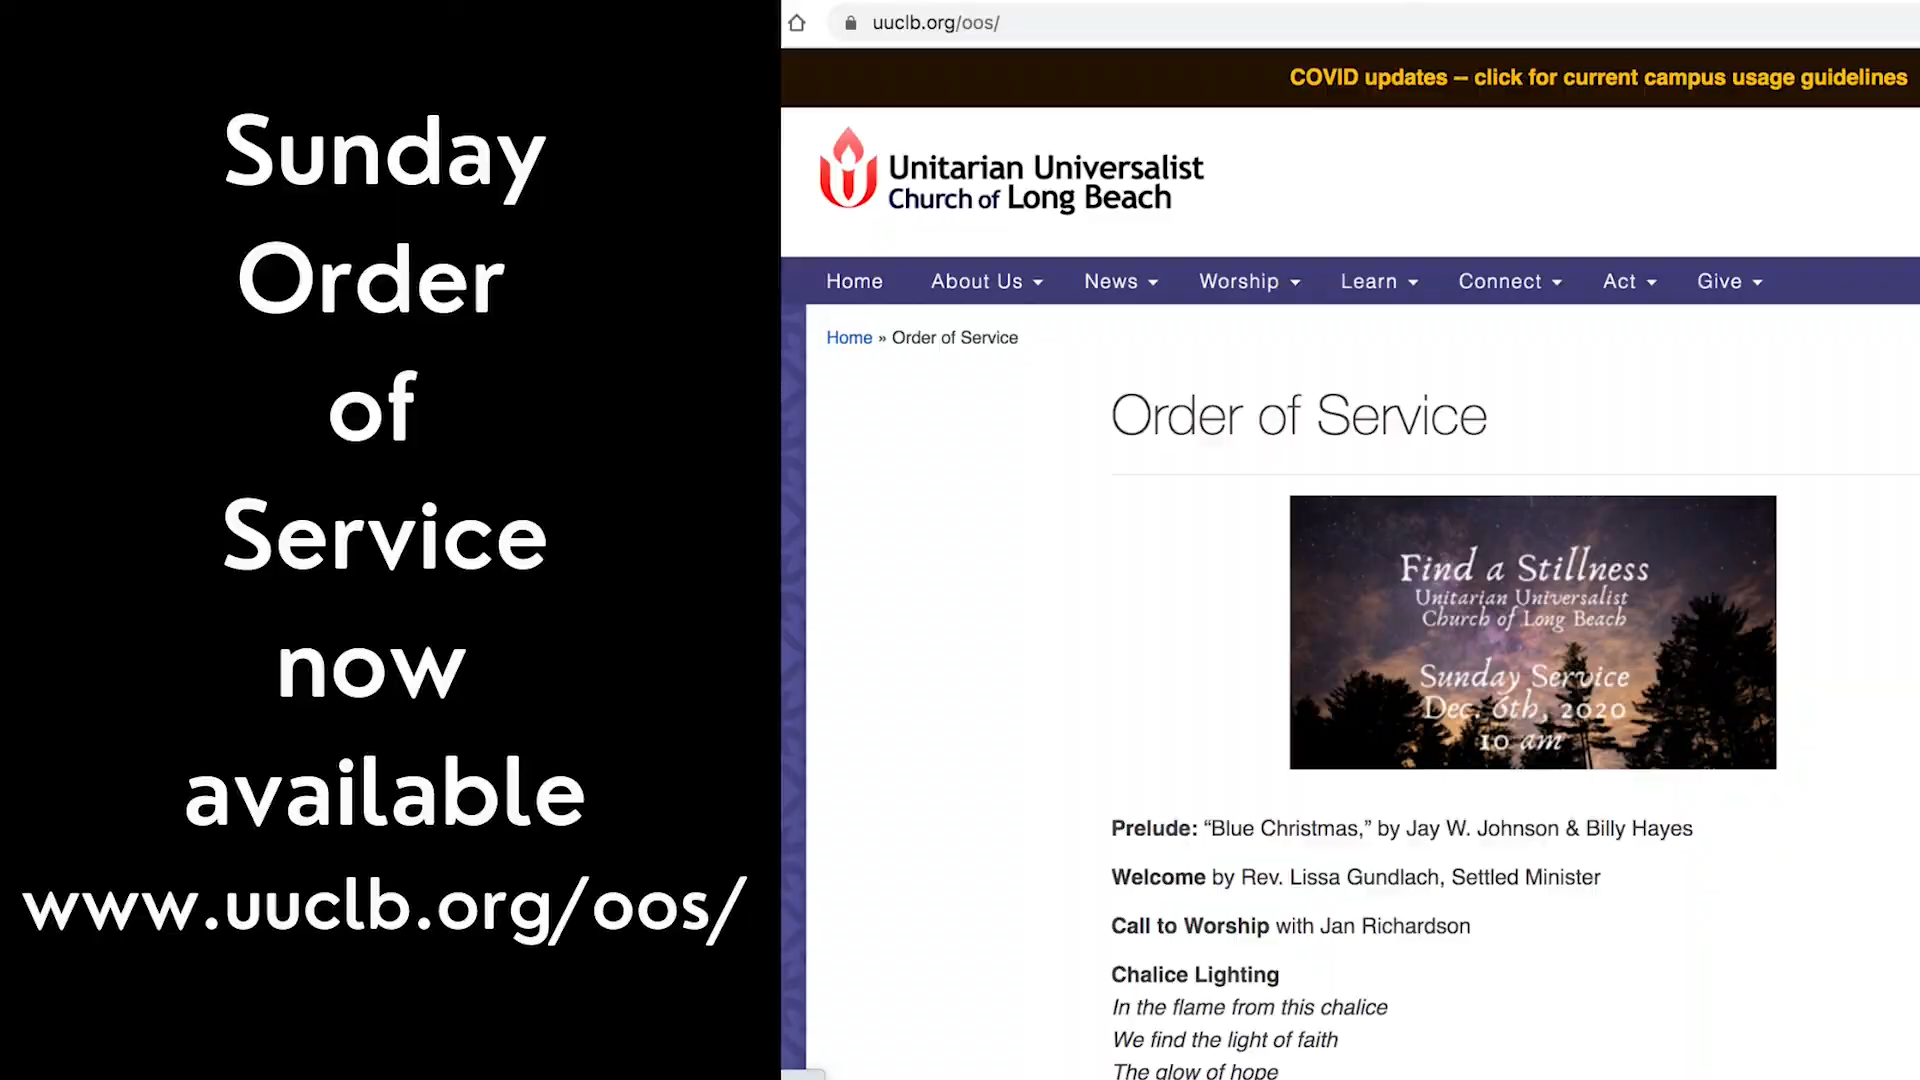 Sunday
Order
of
Service
now
available
www.uuclb.org/oos/
uuclb.org/oos/
COVID updates – click for current campus usage guidelines
Unitarian Universalist
Church of Long Beach
Home About Us News Worship Learn Connect Act Give
Home » Order of Service
Order of Service
Find a Stillness
Unitarian Universalist
Church of Long Beach
Sunday Service
Dec. 6th, 2020
10 am
Prelude: “Blue Christmas,” by Jay W. Johnson & Billy Hayes
Welcome by Rev. Lissa Gundlach, Settled Minister
Call to Worship with Jan Richardson
Chalice Lighting
In the flame from this chalice
We find the light of faith
The glow of hope